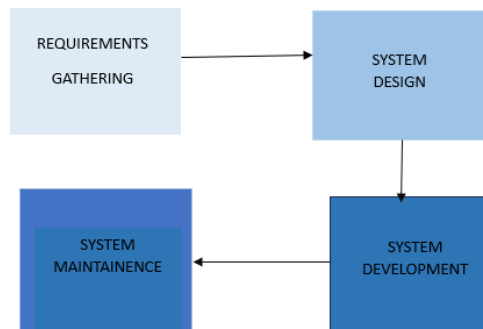 REQUIREMENTS
GATHERING
SYSTEM
DESIGN
SYSTEM
MAINTAINENCE
SYSTEM
DEVELOPMENT